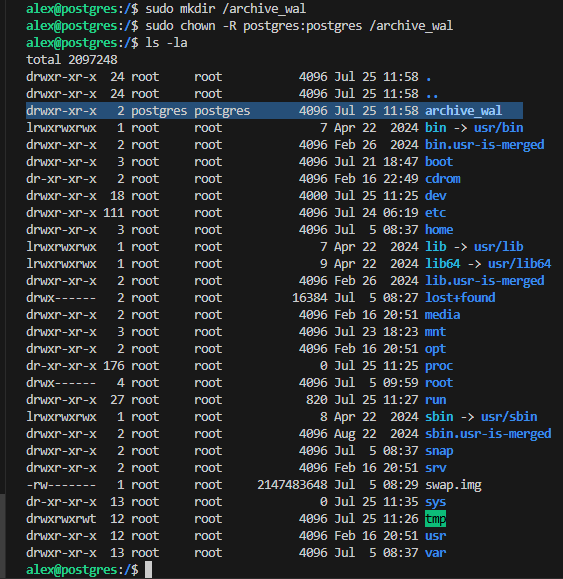 alex@postgres:/$ sudo mkdir /archive_wal
alex@postgres:/$ sudo chown -R postgres:postgres /archive_wal
alex@postgres:/$ ls -la
total 2097248
drwxr-xr-x  24 root     root           4096 Jul 25 11:58 .
drwxr-xr-x  24 root     root           4096 Jul 25 11:58 ..
drwxr-xr-x   2 postgres postgres       4096 Jul 25 11:58 archive_wal
lrwxrwxrwx   1 root     root              7 Apr 22  2024 bin -> usr/bin
drwxr-xr-x   2 root     root           4096 Feb 26  2024 bin.usr-is-merged
drwxr-xr-x   3 root     root           4096 Jul 21 18:47 boot
dr-xr-xr-x   2 root     root           4096 Feb 16 22:49 cdrom
drwxr-xr-x  18 root     root           4000 Jul 25 11:25 dev
drwxr-xr-x 111 root     root           4096 Jul 24 06:19 etc
drwxr-xr-x   3 root     root           4096 Jul  5 08:37 home
lrwxrwxrwx   1 root     root              7 Apr 22  2024 lib -> usr/lib
lrwxrwxrwx   1 root     root              9 Apr 22  2024 lib64 -> usr/lib64
drwxr-xr-x   2 root     root           4096 Feb 26  2024 lib.usr-is-merged
drwx------   2 root     root          16384 Jul  5 08:27 lost+found
drwxr-xr-x   2 root     root           4096 Feb 16 20:51 media
drwxr-xr-x   3 root     root           4096 Jul 23 18:23 mnt
drwxr-xr-x   2 root     root           4096 Feb 16 20:51 opt
dr-xr-xr-x 176 root     root              0 Jul 25 11:25 proc
drwx------   4 root     root           4096 Jul  5 09:59 root
drwxr-xr-x  27 root     root            820 Jul 25 11:27 run
lrwxrwxrwx   1 root     root              8 Apr 22  2024 sbin -> usr/sbin
drwxr-xr-x   2 root     root           4096 Aug 22  2024 sbin.usr-is-merged
drwxr-xr-x   2 root     root           4096 Jul  5 08:37 snap
drwxr-xr-x   2 root     root           4096 Feb 16 20:51 srv
-rw-------   1 root     root     2147483648 Jul  5 08:29 swap.img
dr-xr-xr-x  13 root     root              0 Jul 25 11:35 sys
drwxrwxrwt  12 root     root           4096 Jul 25 11:26 tmp
drwxr-xr-x  12 root     root           4096 Feb 16 20:51 usr
drwxr-xr-x  13 root     root           4096 Jul  5 08:37 var
alex@postgres:/$